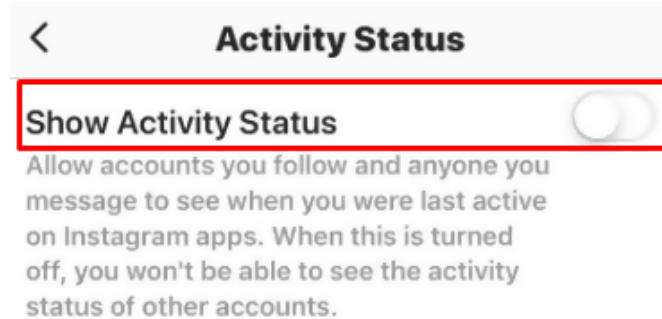 Activity Status
Show Activity Status
Allow accounts you follow and anyone you
message to see when you were last active
on Instagram apps. When this is turned
off, you won't be able to see the activity
status of other accounts.